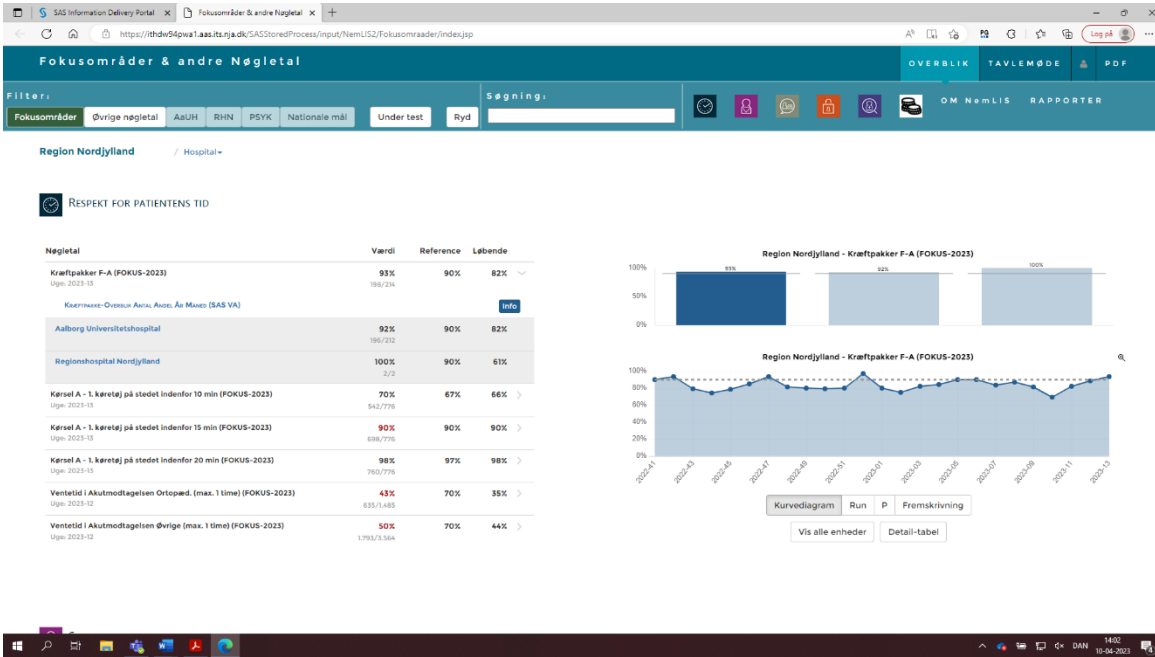 SAS Information Delivery Portal
Fokusområder & andre Nøgletal
https://ithdw94pwa1.aas.its.nja.dk/SASStoredProcess/input/NemLIS2/Fokusomraader/index.jsp
Log på
Fokusområder & andre Nøgletal
OVERBLIK TAVLEMØDE PDF
Filter:
Søgning:
Fokusområder Øvrige nøgletal AaUH RHN PSYK Nationale mål Under test Ryd
OM NemLIS RAPPORTER
Region Nordjylland / Hospital
RESPEKT FOR PATIENTENS TID
Nøgletal Værdi Reference Løbende
Kræftpakker F-A (FOKUS-2023) 93% 90% 82%
Uge: 2023-13 198/214
KRÆFTPAKKE-OVERBLIK ANTAL ANDEL ÅR MANED (SAS VA) Info
Aalborg Universitetshospital 92% 90% 82%
196/212
Regionshospital Nordjylland 100% 90% 61%
2/2
Kørsel A - 1. køretøj på stedet indenfor 10 min (FOKUS-2023) 70% 67% 66%
Uge: 2023-13 542/776
Kørsel A - 1. køretøj på stedet indenfor 15 min (FOKUS-2023) 90% 90% 90%
Uge: 2023-13 698/776
Kørsel A - 1. køretøj på stedet indenfor 20 min (FOKUS-2023) 98% 97% 98%
Uge: 2023-13 760/776
Ventetid i Akutmodtagelsen Ortopæd. (max. 1 time) (FOKUS-2023) 43% 70% 35%
Uge: 2023-12 635/1.485
Ventetid i Akutmodtagelsen Øvrige (max. 1 time) (FOKUS-2023) 50% 70% 44%
Uge: 2023-12 1.793/3.564
Region Nordjylland - Kræftpakker F-A (FOKUS-2023)
100%
50%
0%
93% 92% 100%
Region Nordjylland - Kræftpakker F-A (FOKUS-2023)
100%
80%
60%
40%
20%
0%
2022-41 2022-43 2022-45 2022-47 2022-49 2022-51 2023-01 2023-03 2023-05 2023-07 2023-09 2023-11 2023-13
Kurvediagram Run P Fremskrivning
Vis alle enheder Detail-tabel
DAN
14:02
10-04-2023